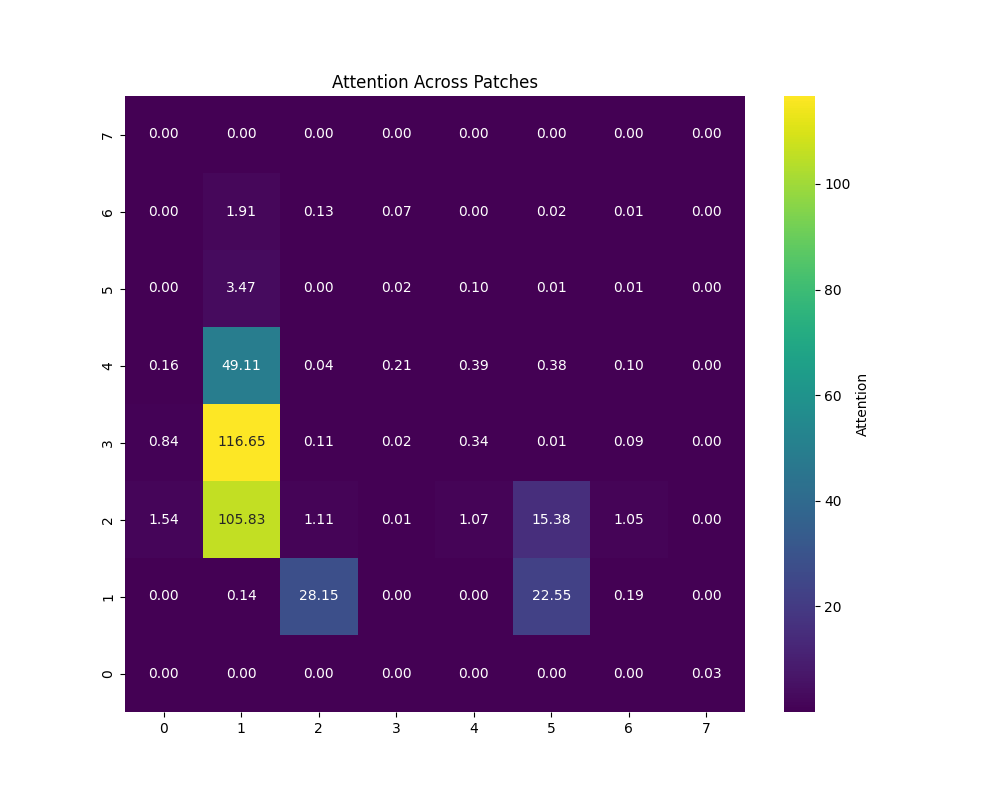 Attention Across Patches
7 0.00 0.00 0.00 0.00 0.00 0.00 0.00 0.00
6 0.00 1.91 0.13 0.07 0.00 0.02 0.01 0.00
5 0.00 3.47 0.00 0.02 0.10 0.01 0.01 0.00
4 0.16 49.11 0.04 0.21 0.39 0.38 0.10 0.00
3 0.84 116.65 0.11 0.02 0.34 0.01 0.09 0.00
2 1.54 105.83 1.11 0.01 1.07 15.38 1.05 0.00
1 0.00 0.14 28.15 0.00 0.00 22.55 0.19 0.00
0 0.00 0.00 0.00 0.00 0.00 0.00 0.00 0.03
0 1 2 3 4 5 6 7
100
80
60
40
20
Attention